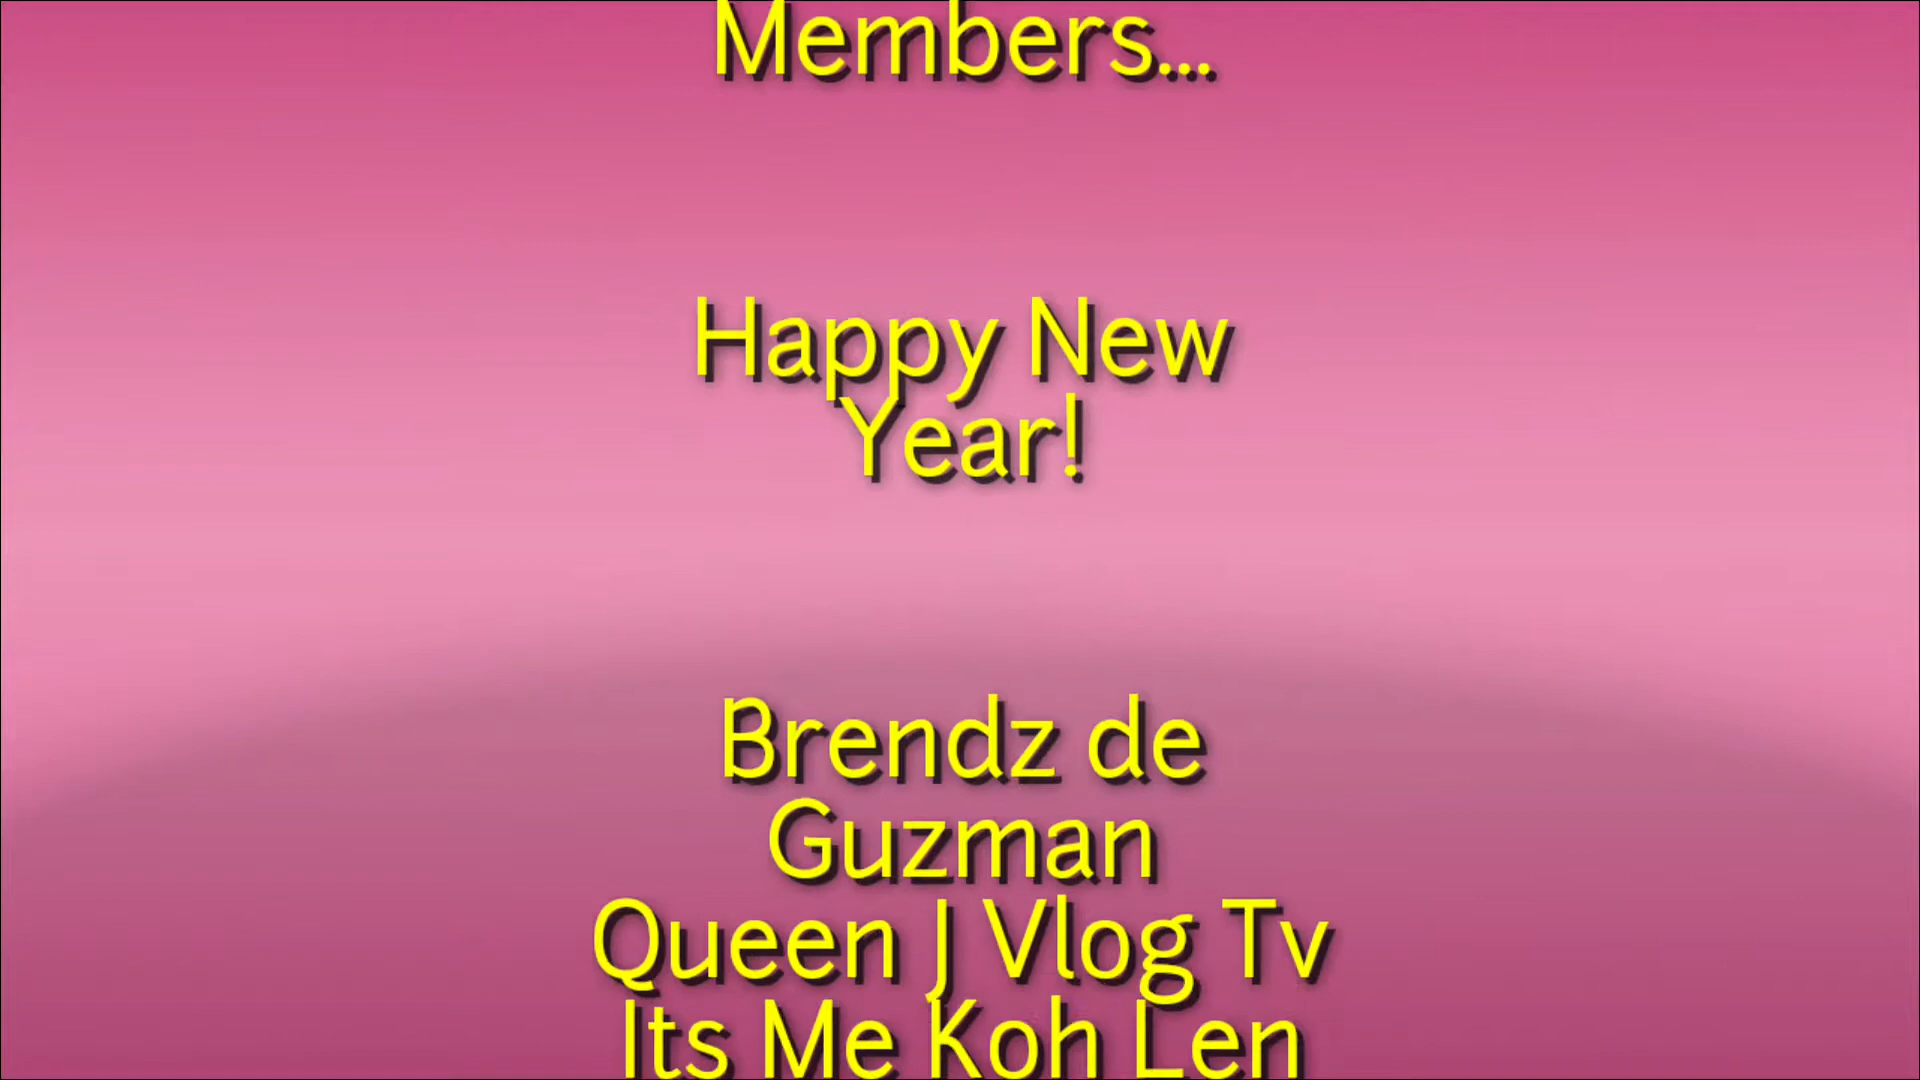 Members...
Happy New
Year!
Brendz de
Guzman
Queen J Vlog Tv
Its Me Koh Len